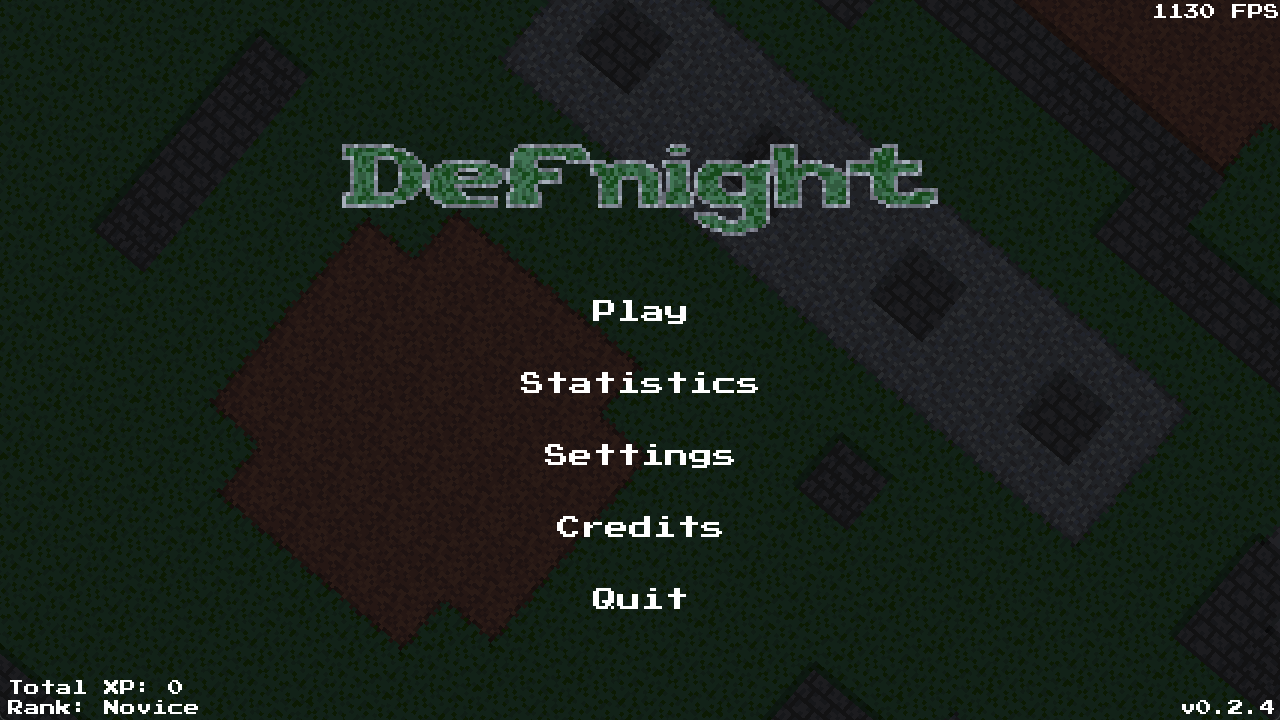 1130 FPS
DeFnight
Play
Statistics
Settings
Credits
Quit
Total XP: 0
Rank: Novice
v0.2.4